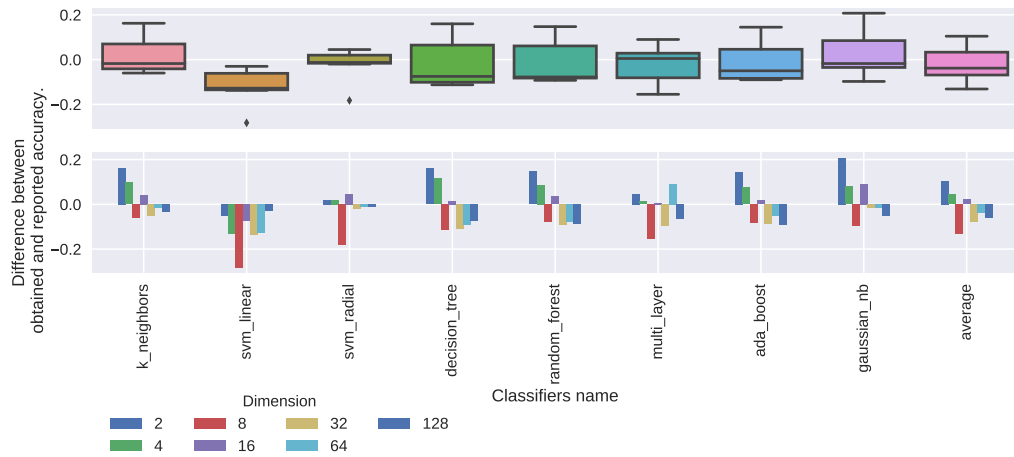 0.2
0.0
−0.2
0.2
0.0
−0.2
Difference between
obtained and reported accuracy.
k_neighbors
svm_linear
svm_radial
decision_tree
random_forest
multi_layer
ada_boost
gaussian_nb
average
Classifiers name
Dimension
2 8 32 128
4 16 64